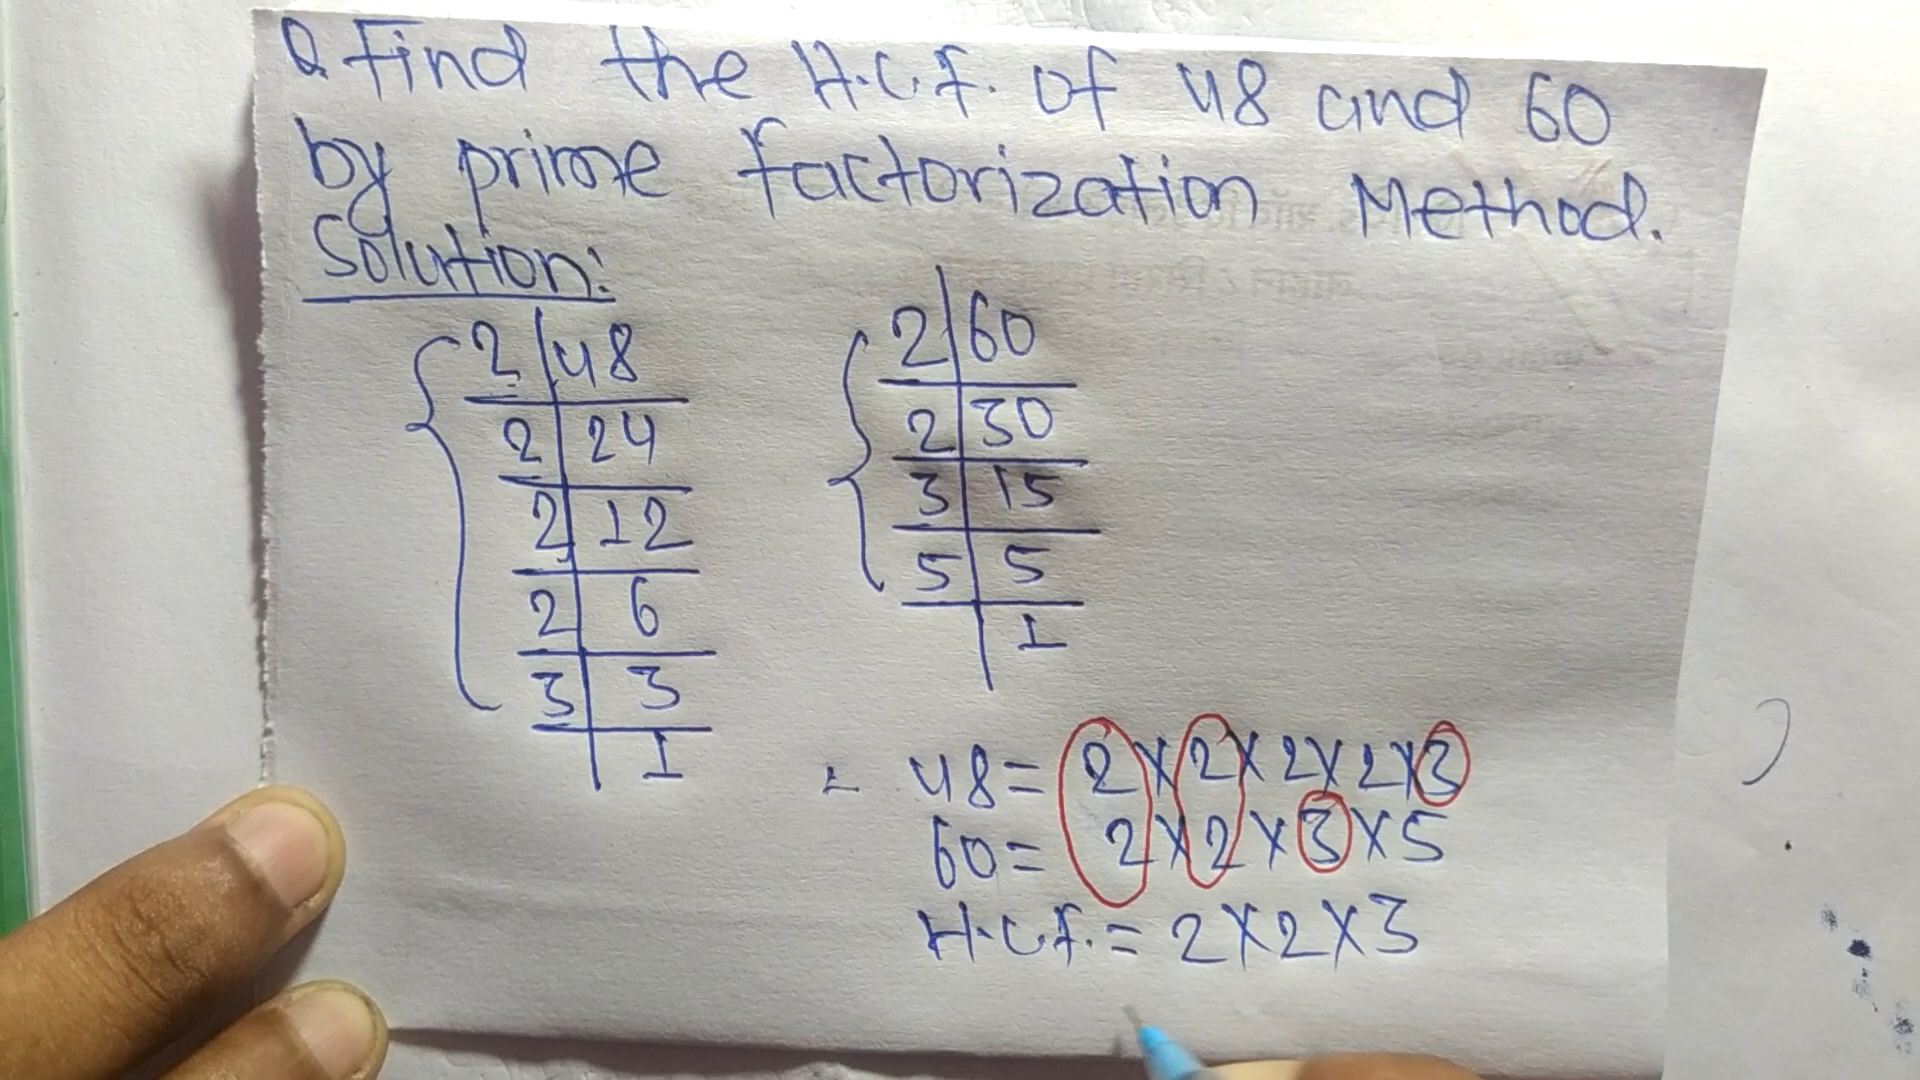 Q. Find the H.C.F. of 48 and 60
by prime factorization Method.
Solution:
2 | 48
2 | 24
2 | 12
2 | 6
3 | 3
1
2 | 60
2 | 30
3 | 15
5 | 5
1
48 = 2 × 2 × 2 × 2 × 3
60 = 2 × 2 × 3 × 5
H.C.F. = 2 × 2 × 3